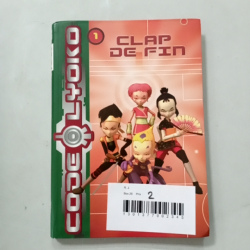 1
CLAP
DE FIN
CODE LYOKO
2